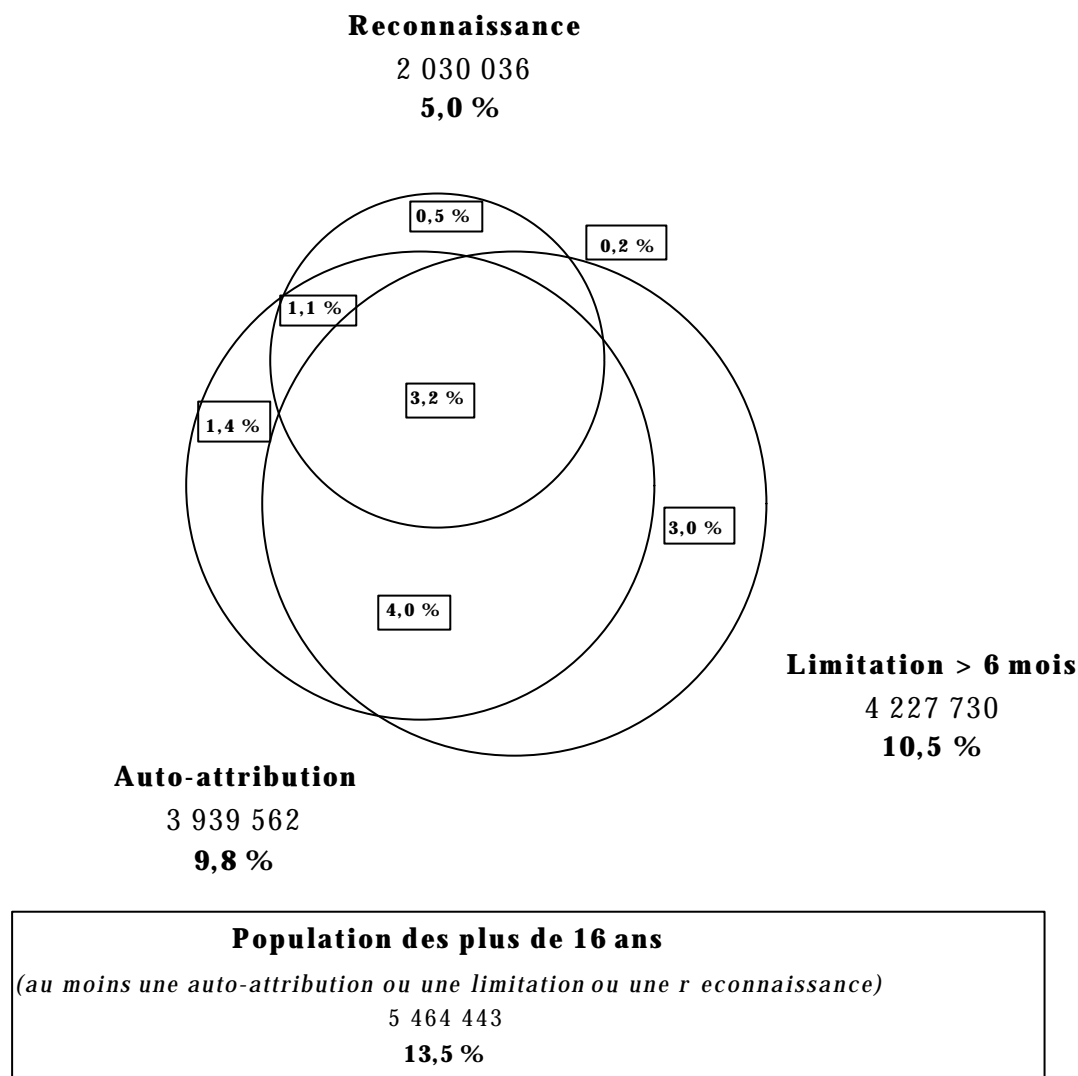 Reconnaissance
2 030 036
5,0 %
0,5 %
0,2 %
1,1 %
3,2 %
1,4 %
3,0 %
4,0 %
Limitation > 6 mois
4 227 730
10,5 %
Auto-attribution
3 939 562
9,8 %
Population des plus de 16 ans
(au moins une auto-attribution ou une limitation ou une r econnaissance)
5 464 443
13,5 %